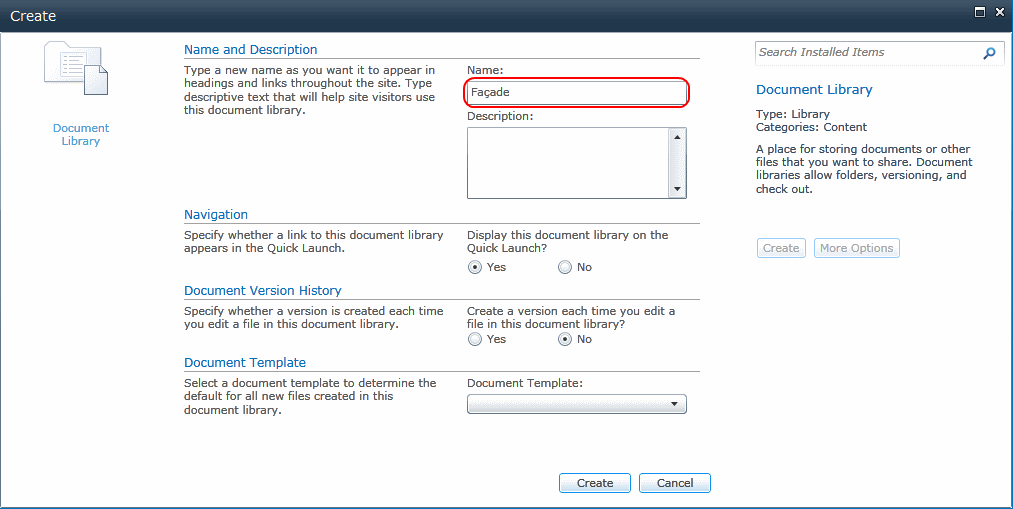 Create
Document
Library
Name and Description
Type a new name as you want it to appear in
headings and links throughout the site. Type
descriptive text that will help site visitors use
this document library.
Name:
Façade
Description:
Navigation
Specify whether a link to this document library
appears in the Quick Launch.
Display this document library on the
Quick Launch?
Yes No
Document Version History
Specify whether a version is created each time
you edit a file in this document library.
Create a version each time you edit a
file in this document library?
Yes No
Document Template
Select a document template to determine the
default for all new files created in this
document library.
Document Template:
Create Cancel
Search Installed Items
Document Library
Type: Library
Categories: Content
A place for storing documents or other
files that you want to share. Document
libraries allow folders, versioning, and
check out.
Create More Options